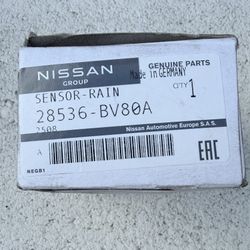 NISSAN
GROUP
GENUINE PARTS
Made in GERMANY
SENSOR-RAIN
QTY
1
28536-BV80A
2508
Nissan Automotive Europe S.A.S.
A
EAC
REGB1